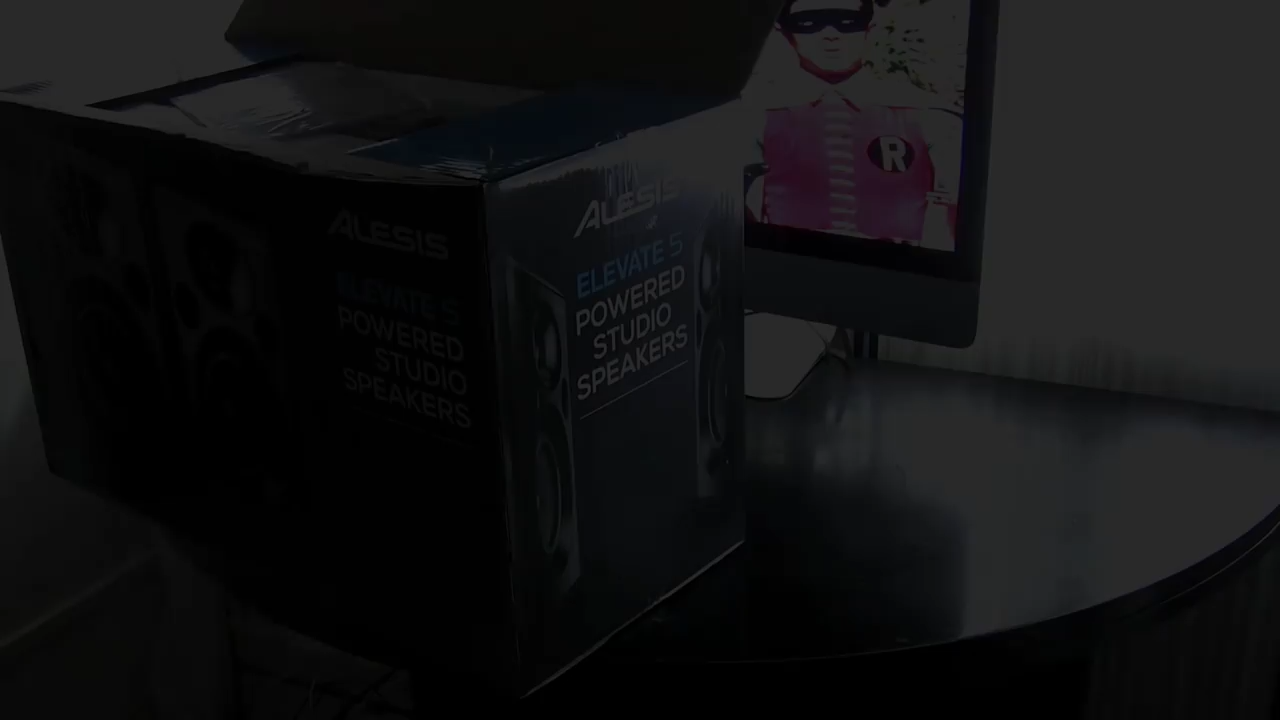 ALESIS
ELEVATE 5
POWERED
STUDIO
SPEAKERS
ALESIS
ELEVATE 5
POWERED
STUDIO
SPEAKERS
R